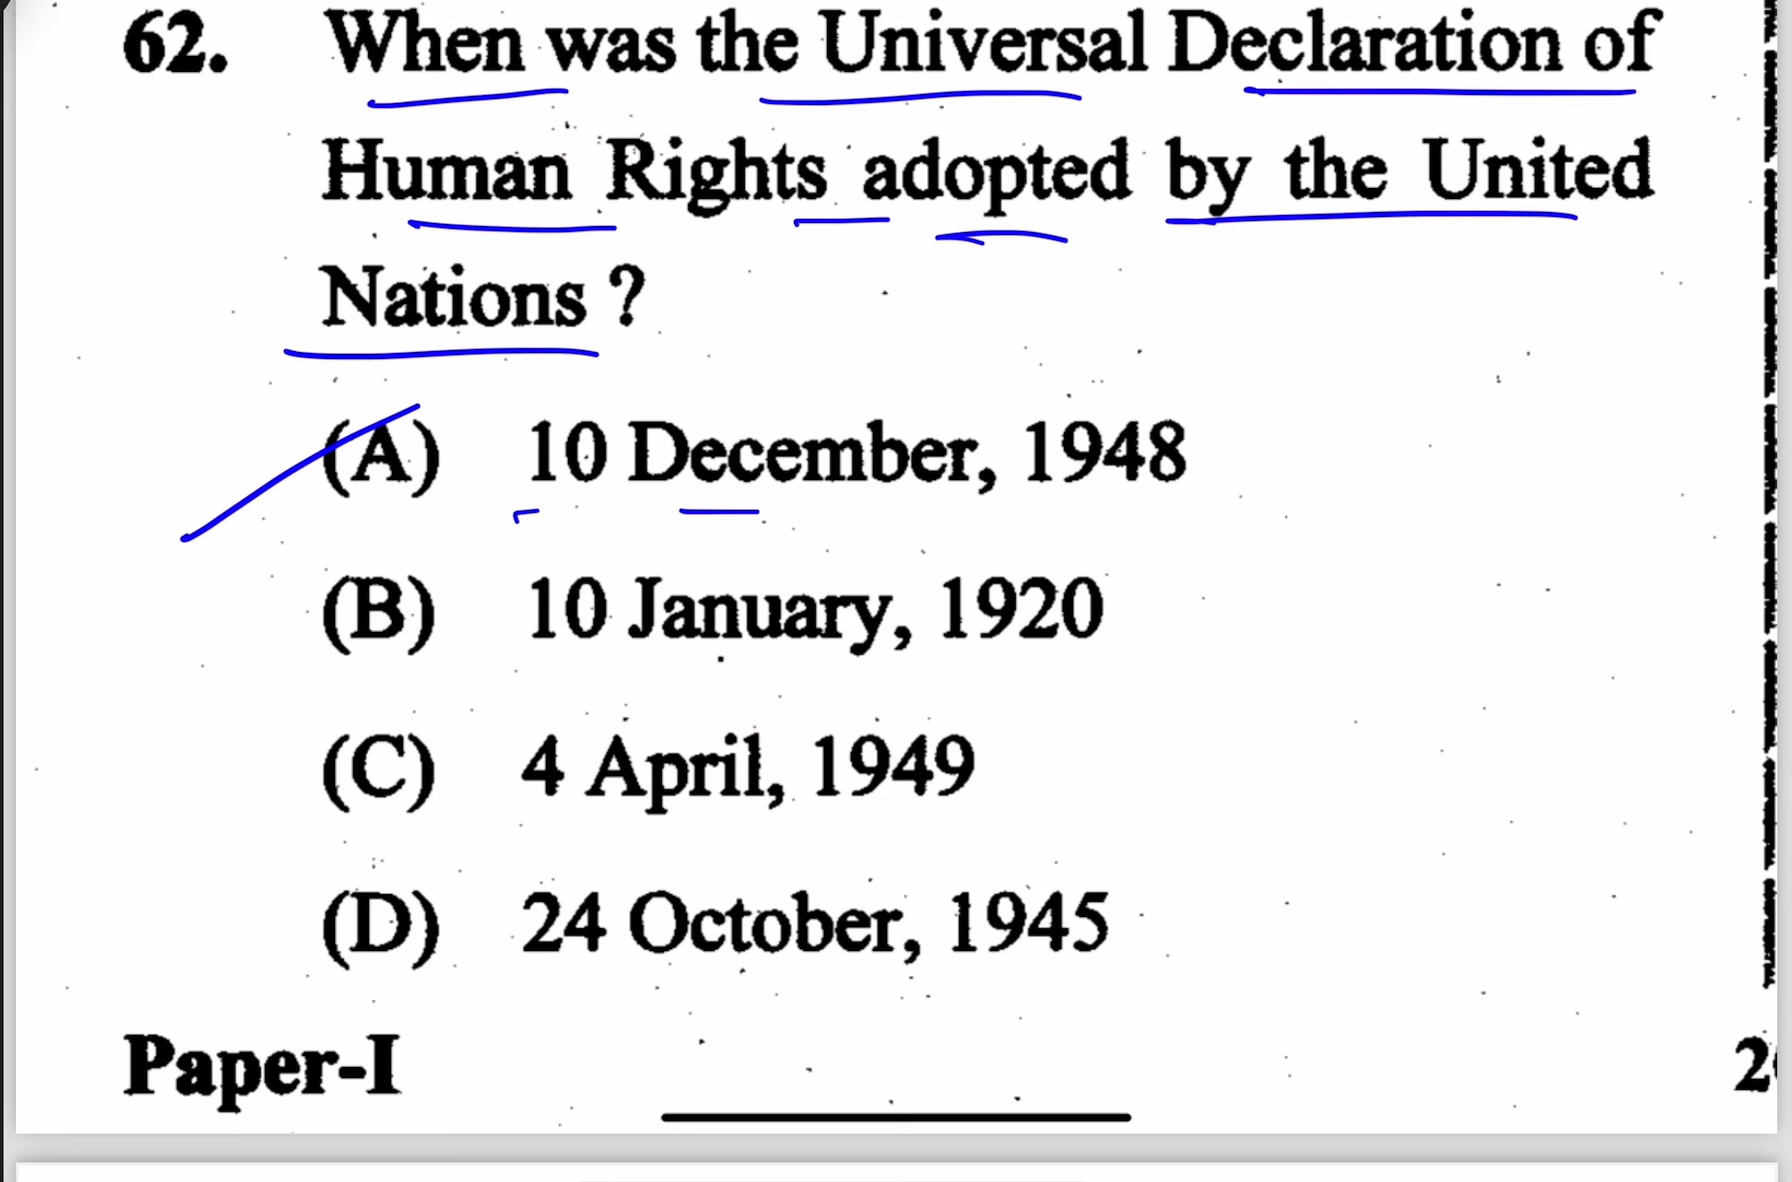 62. When was the Universal Declaration of
Human Rights adopted by the United
Nations ?
(A) 10 December, 1948
(B) 10 January, 1920
(C) 4 April, 1949
(D) 24 October, 1945
Paper-I